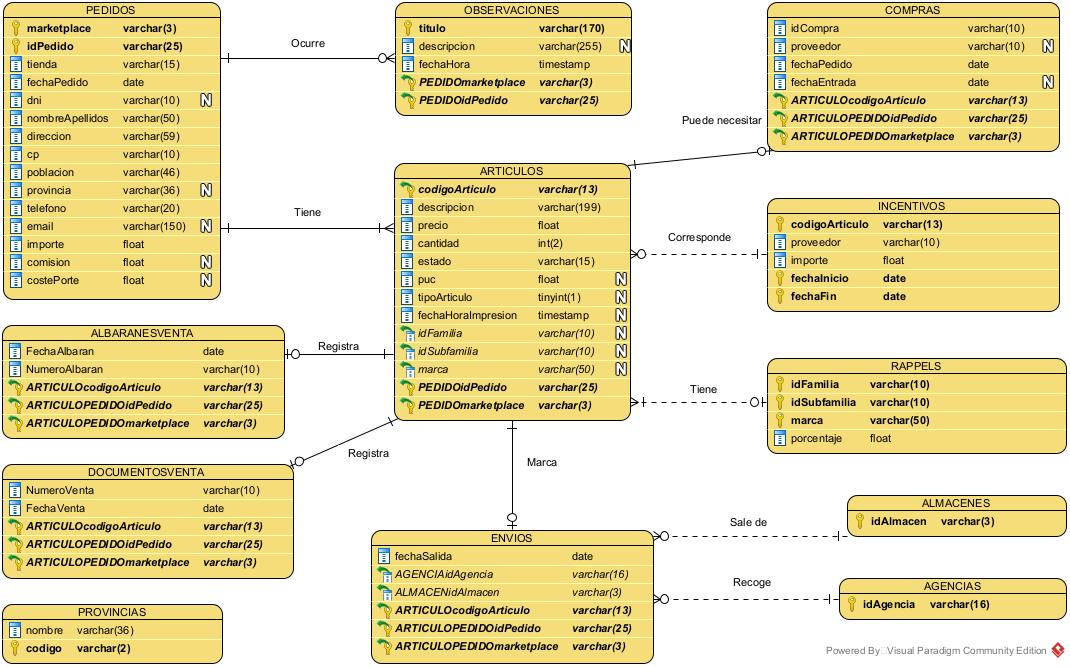 PEDIDOS
marketplace varchar(3)
idPedido varchar(25)
tienda varchar(15)
fechaPedido date
dni varchar(10) N
nombreApellidos varchar(50)
direccion varchar(59)
cp varchar(10)
poblacion varchar(46)
provincia varchar(36) N
telefono varchar(20)
email varchar(150) N
importe float
comision float N
costePorte float N
Ocurre
OBSERVACIONES
titulo varchar(170)
descripcion varchar(255) N
fechaHora timestamp
PEDIDOmarketplace varchar(3)
PEDIDOidPedido varchar(25)
COMPRAS
idCompra varchar(10)
proveedor varchar(10) N
fechaPedido date
fechaEntrada date N
ARTICULOcodigoArticulo varchar(13)
ARTICULOPEDIDOidPedido varchar(25)
ARTICULOPEDIDOmarketplace varchar(3)
Puede necesitar
Tiene
ARTICULOS
codigoArticulo varchar(13)
descripcion varchar(199)
precio float
cantidad int(2)
estado varchar(15)
puc float N
tipoArticulo tinyint(1) N
fechaHoraImpresion timestamp N
idFamilia varchar(10) N
idSubfamilia varchar(10) N
marca varchar(50) N
PEDIDOidPedido varchar(25)
PEDIDOmarketplace varchar(3)
Corresponde
INCENTIVOS
codigoArticulo varchar(13)
proveedor varchar(10)
importe float
fechaInicio date
fechaFin date
ALBARANESVENTA
FechaAlbaran date
NumeroAlbaran varchar(10)
ARTICULOcodigoArticulo varchar(13)
ARTICULOPEDIDOidPedido varchar(25)
ARTICULOPEDIDOmarketplace varchar(3)
Registra
Tiene
RAPPELS
idFamilia varchar(10)
idSubfamilia varchar(10)
marca varchar(50)
porcentaje float
Registra
DOCUMENTOSVENTA
NumeroVenta varchar(10)
FechaVenta date
ARTICULOcodigoArticulo varchar(13)
ARTICULOPEDIDOidPedido varchar(25)
ARTICULOPEDIDOmarketplace varchar(3)
Marca
ENVIOS
fechaSalida date
AGENCIAidAgencia varchar(16)
ALMACENidAlmacen varchar(3)
ARTICULOcodigoArticulo varchar(13)
ARTICULOPEDIDOidPedido varchar(25)
ARTICULOPEDIDOmarketplace varchar(3)
Sale de
ALMACENES
idAlmacen varchar(3)
Recoge
AGENCIAS
idAgencia varchar(16)
PROVINCIAS
nombre varchar(36)
codigo varchar(2)
Powered By Visual Paradigm Community Edition